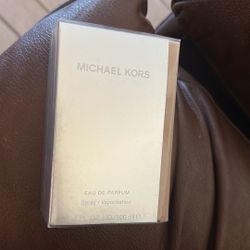 MICHAEL KORS
EAU DE PARFUM
Spray • Vaporisateur